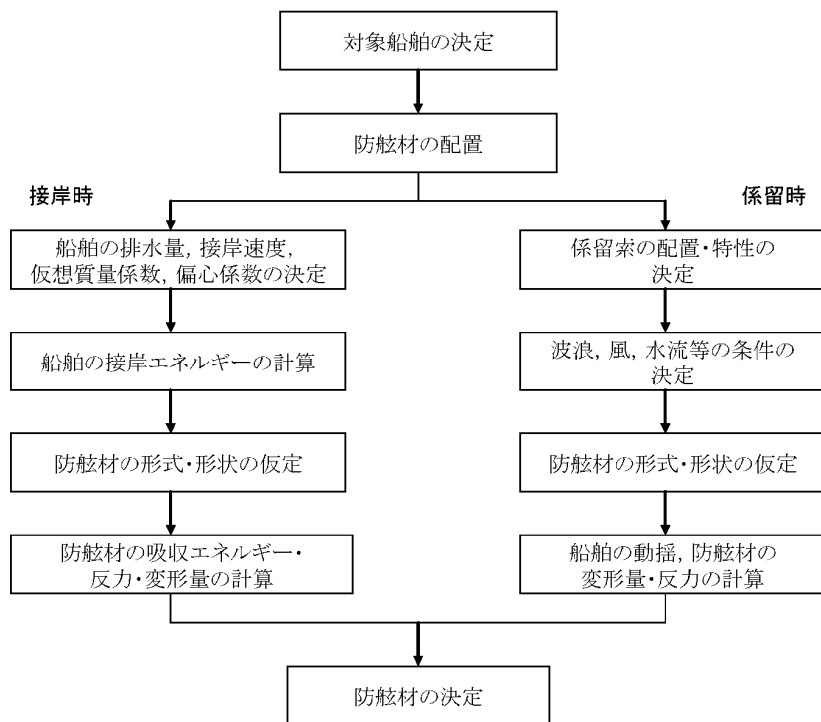 対象船舶の決定
防舷材の配置
接岸時
係留時
船舶の排水量, 接岸速度,
仮想質量係数, 偏心係数の決定
係留索の配置・特性の
決定
船舶の接岸エネルギーの計算
波浪, 風, 水流等の条件の
決定
防舷材の形式・形状の仮定
防舷材の形式・形状の仮定
防舷材の吸収エネルギー・
反力・変形量の計算
船舶の動揺, 防舷材の
変形量・反力の計算
防舷材の決定